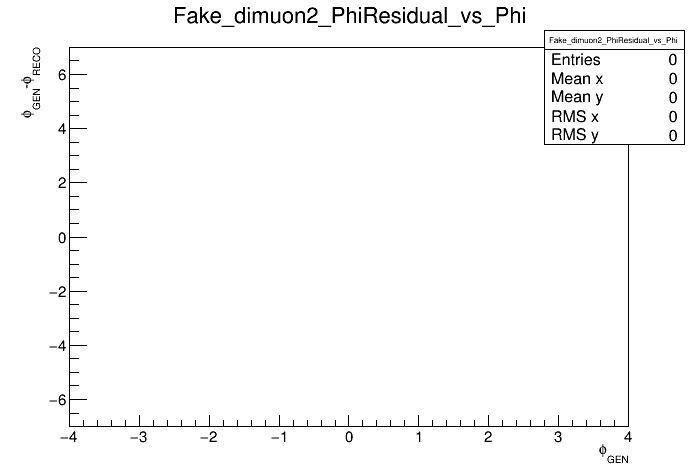 Fake_dimuon2_PhiResidual_vs_Phi
Fake_dimuon2_PhiResidual_vs_Phi
Entries 0
Mean x 0
Mean y 0
RMS x 0
RMS y 0
ϕGEN-ϕRECO
6
4
2
0
−2
−4
−6
−4 −3 −2 −1 0 1 2 3 4
ϕGEN